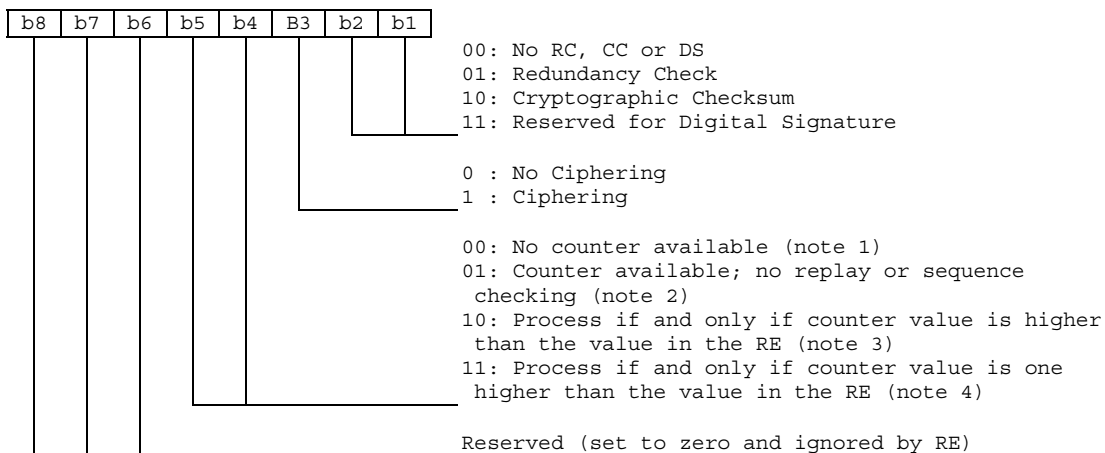 b8 b7 b6 b5 b4 B3 b2 b1
00: No RC, CC or DS
01: Redundancy Check
10: Cryptographic Checksum
11: Reserved for Digital Signature
0 : No Ciphering
1 : Ciphering
00: No counter available (note 1)
01: Counter available; no replay or sequence
checking (note 2)
10: Process if and only if counter value is higher
than the value in the RE (note 3)
11: Process if and only if counter value is one
higher than the value in the RE (note 4)
Reserved (set to zero and ignored by RE)